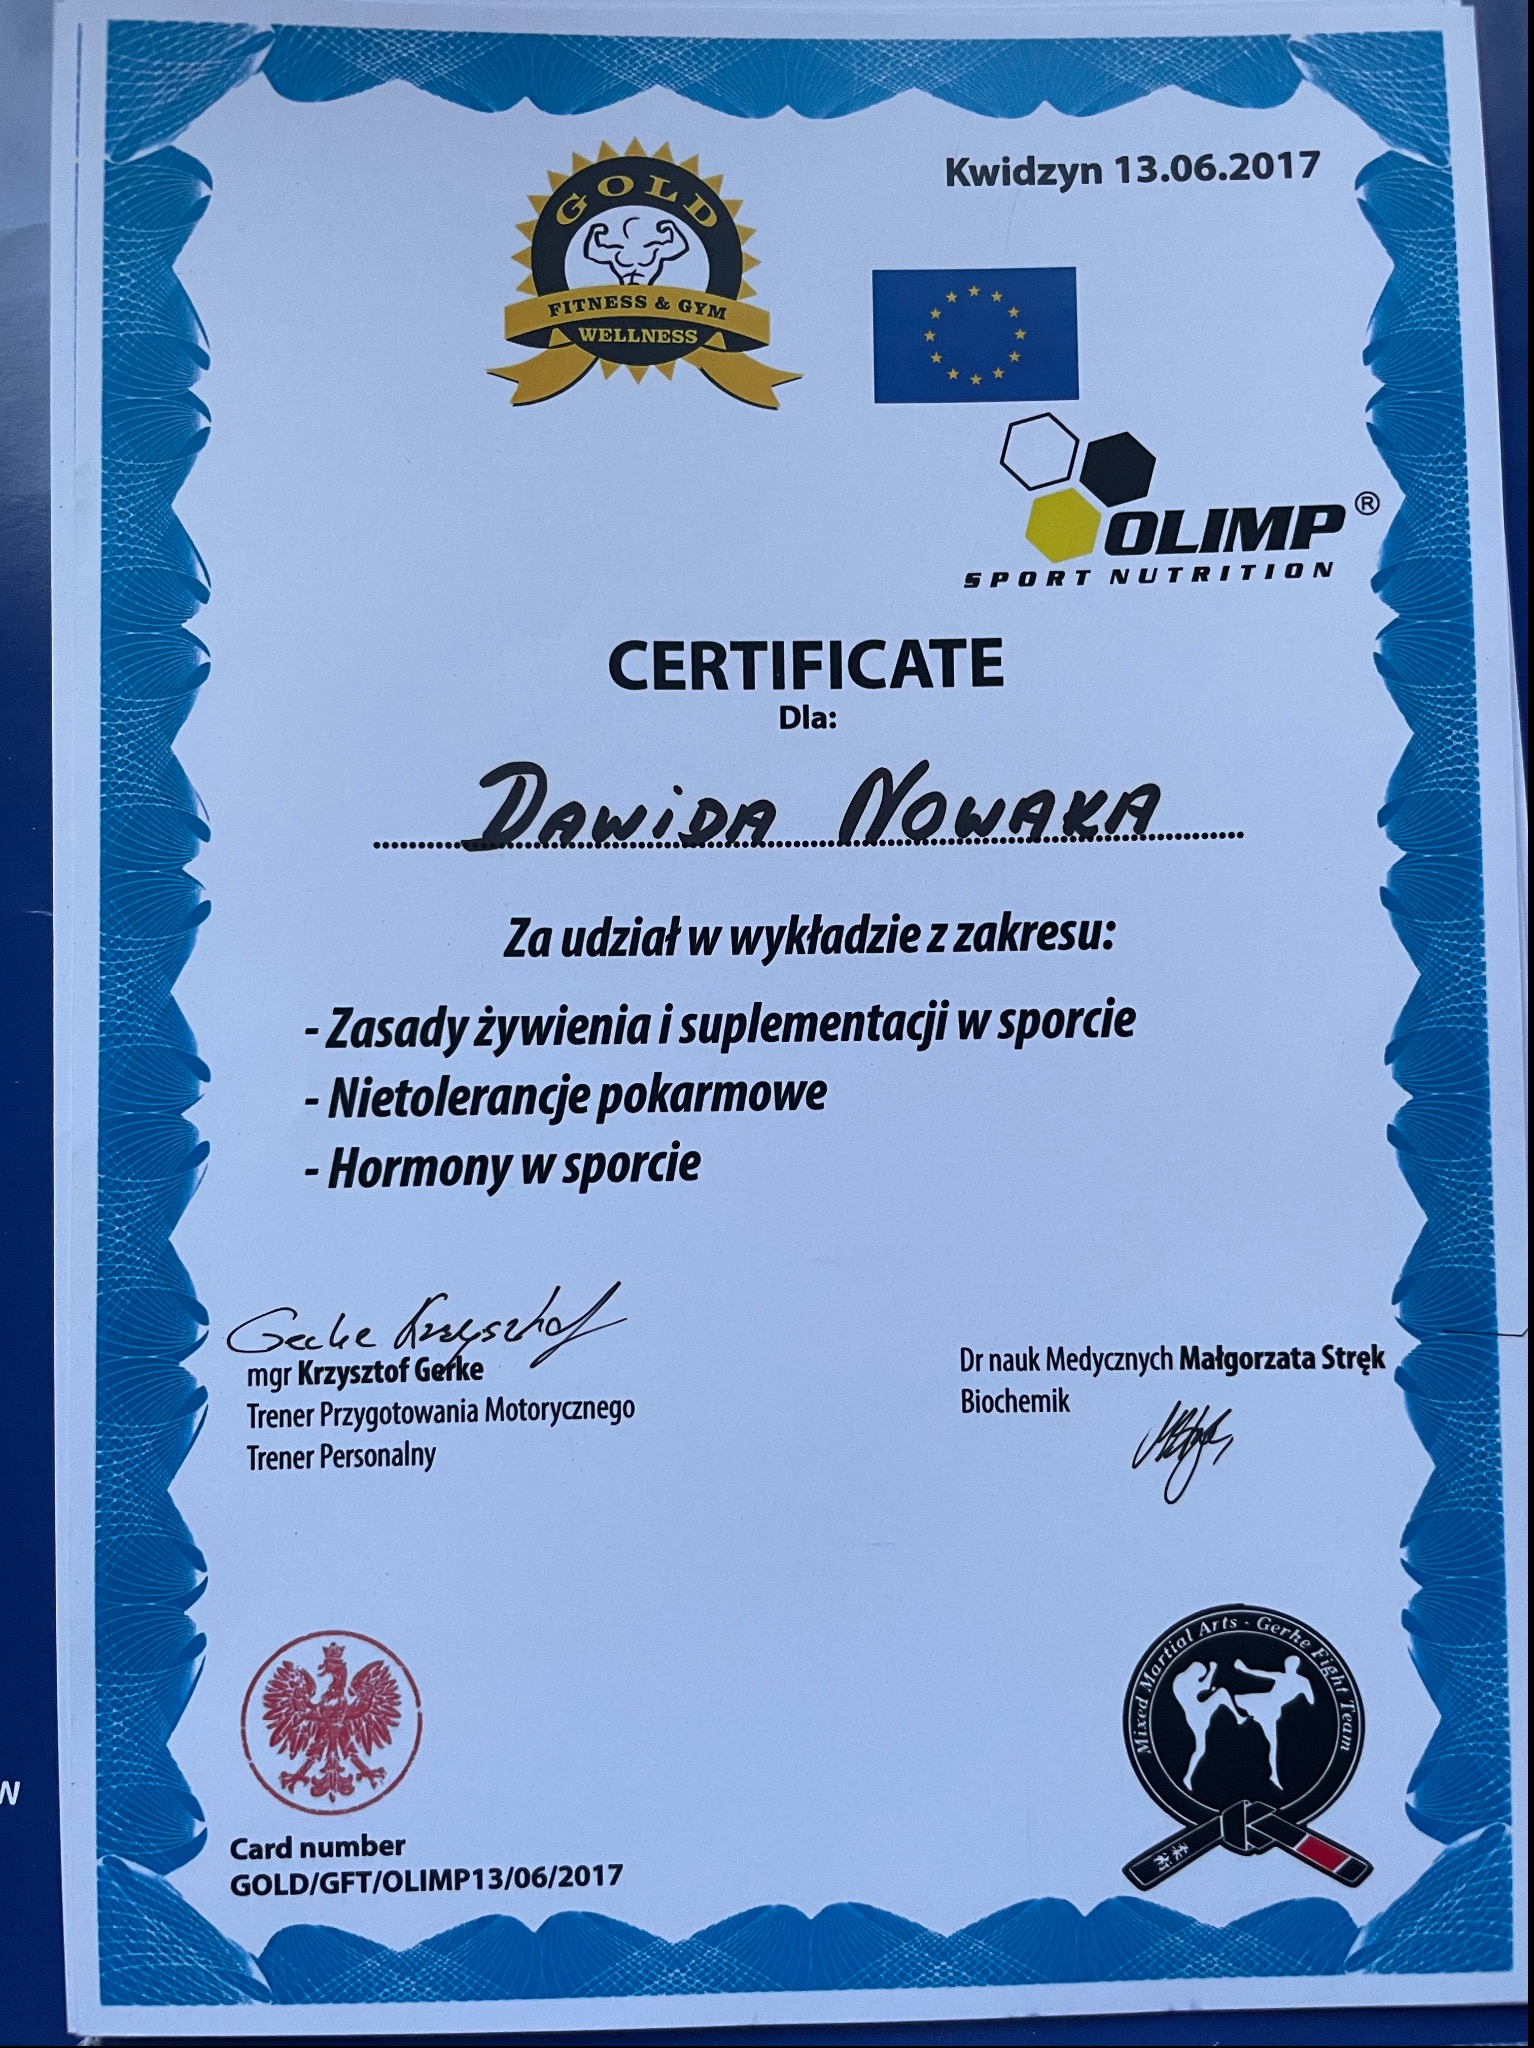 Kwidzyn 13.06.2017
GOLD
FITNESS & GYM
WELLNESS
OLIMP®
SPORT NUTRITION
CERTIFICATE
Dla:
DAWiDA NOWAKA
Za udział w wykładzie z zakresu:
- Zasady żywienia i suplementacji w sporcie
- Nietolerancje pokarmowe
- Hormony w sporcie
Gerke Krzysztof
mgr Krzysztof Gerke
Trener Przygotowania Motorycznego
Trener Personalny
Dr nauk Medycznych Małgorzata Stręk
Biochemik
Mixed Martial Arts - Gerke Fight Team
Card number
GOLD/GFT/OLIMP13/06/2017
W